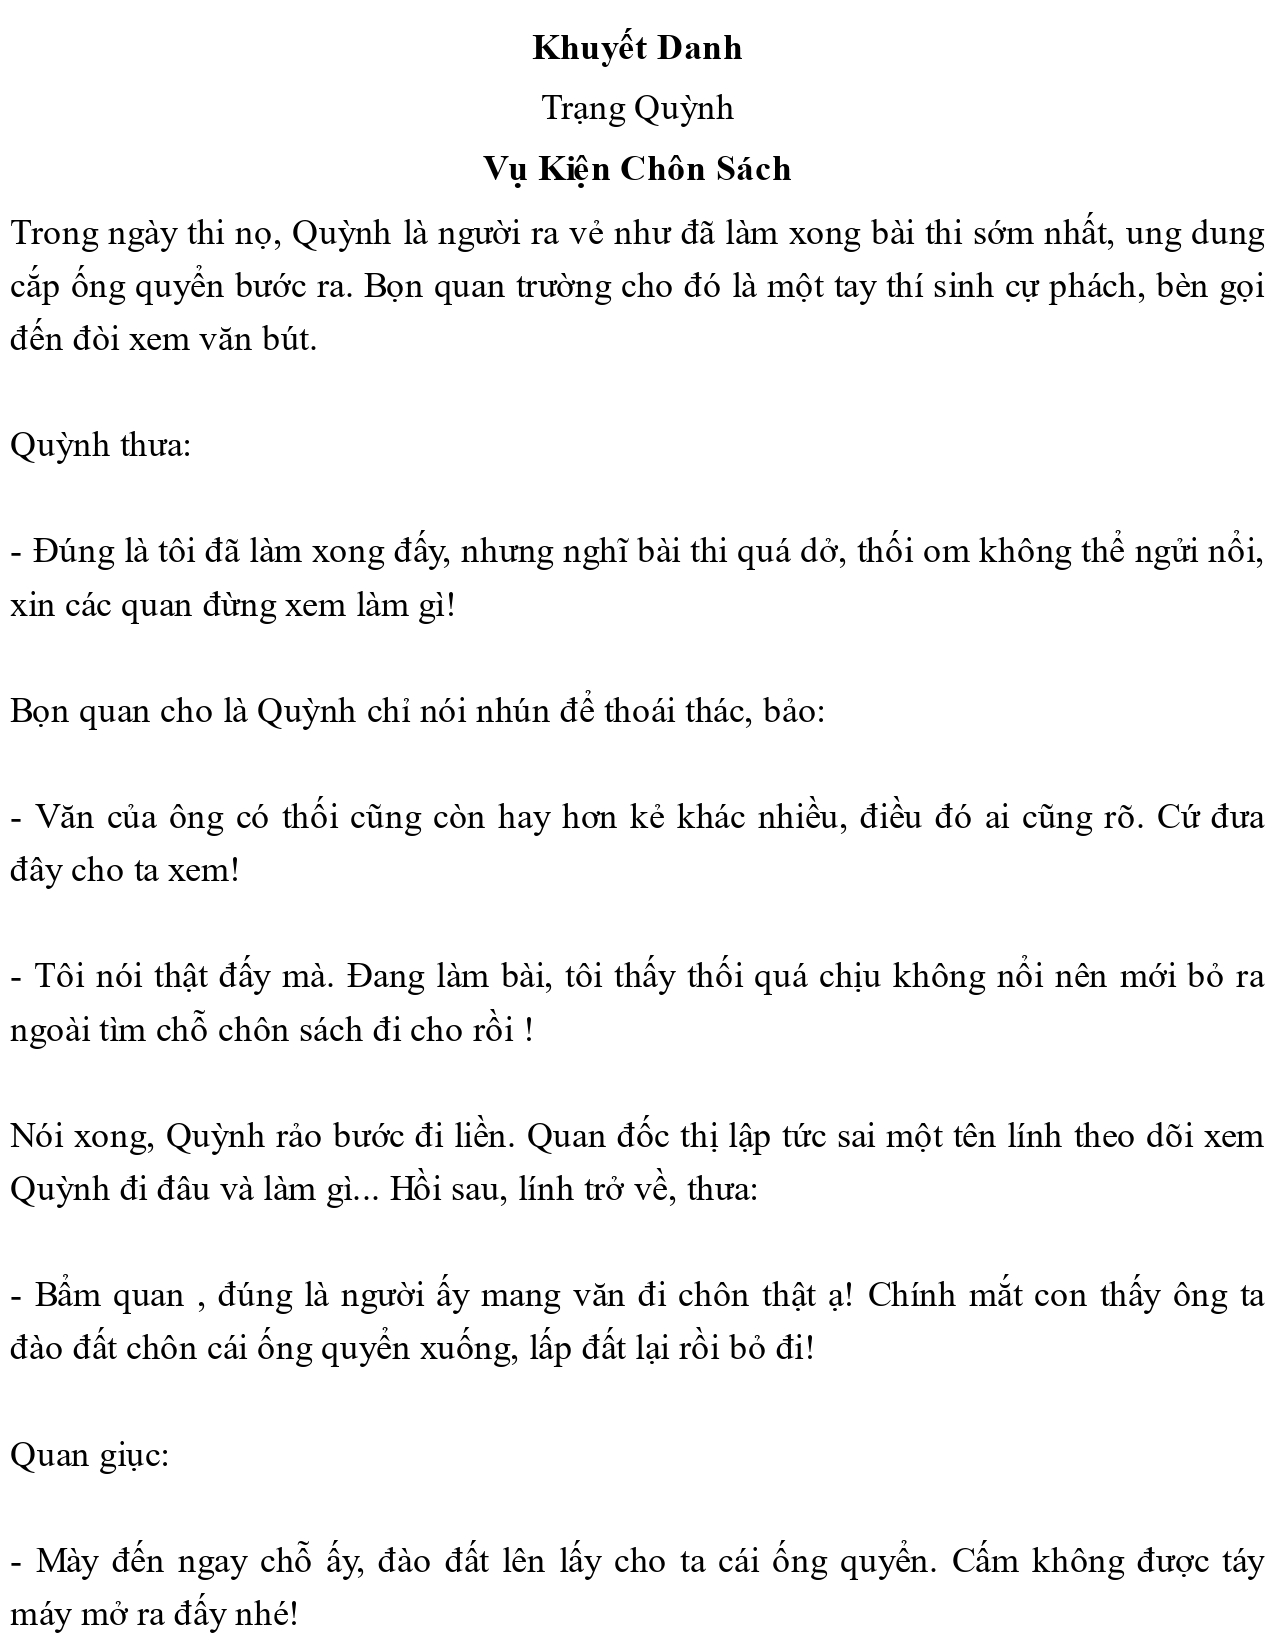 Khuyết Danh
Trạng Quỳnh
Vụ Kiện Chôn Sách
Trong ngày thi nọ, Quỳnh là người ra vẻ như đã làm xong bài thi sớm nhất, ung dung
cắp ống quyển bước ra. Bọn quan trường cho đó là một tay thí sinh cự phách, bèn gọi
đến đòi xem văn bút.
Quỳnh thưa:
- Đúng là tôi đã làm xong đấy, nhưng nghĩ bài thi quá dở, thối om không thể ngửi nổi,
xin các quan đừng xem làm gì!
Bọn quan cho là Quỳnh chỉ nói nhún để thoái thác, bảo:
- Văn của ông có thối cũng còn hay hơn kẻ khác nhiều, điều đó ai cũng rõ. Cứ đưa
đây cho ta xem!
- Tôi nói thật đấy mà. Đang làm bài, tôi thấy thối quá chịu không nổi nên mới bỏ ra
ngoài tìm chỗ chôn sách đi cho rồi !
Nói xong, Quỳnh rảo bước đi liền. Quan đốc thị lập tức sai một tên lính theo dõi xem
Quỳnh đi đâu và làm gì... Hồi sau, lính trở về, thưa:
- Bẩm quan , đúng là người ấy mang văn đi chôn thật ạ! Chính mắt con thấy ông ta
đào đất chôn cái ống quyển xuống, lấp đất lại rồi bỏ đi!
Quan giục:
- Mày đến ngay chỗ ấy, đào đất lên lấy cho ta cái ống quyển. Cấm không được táy
máy mở ra đấy nhé!